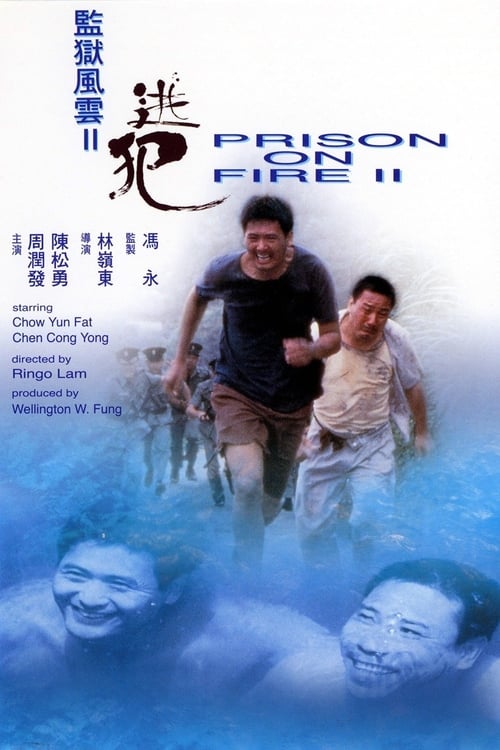 監獄風雲II
逃犯
PRISON
ON
FIRE II
監製 馮永
導演 林嶺東
陳松勇
主演 周潤發
starring
Chow Yun Fat
Chen Cong Yong
directed by
Ringo Lam
produced by
Wellington W. Fung